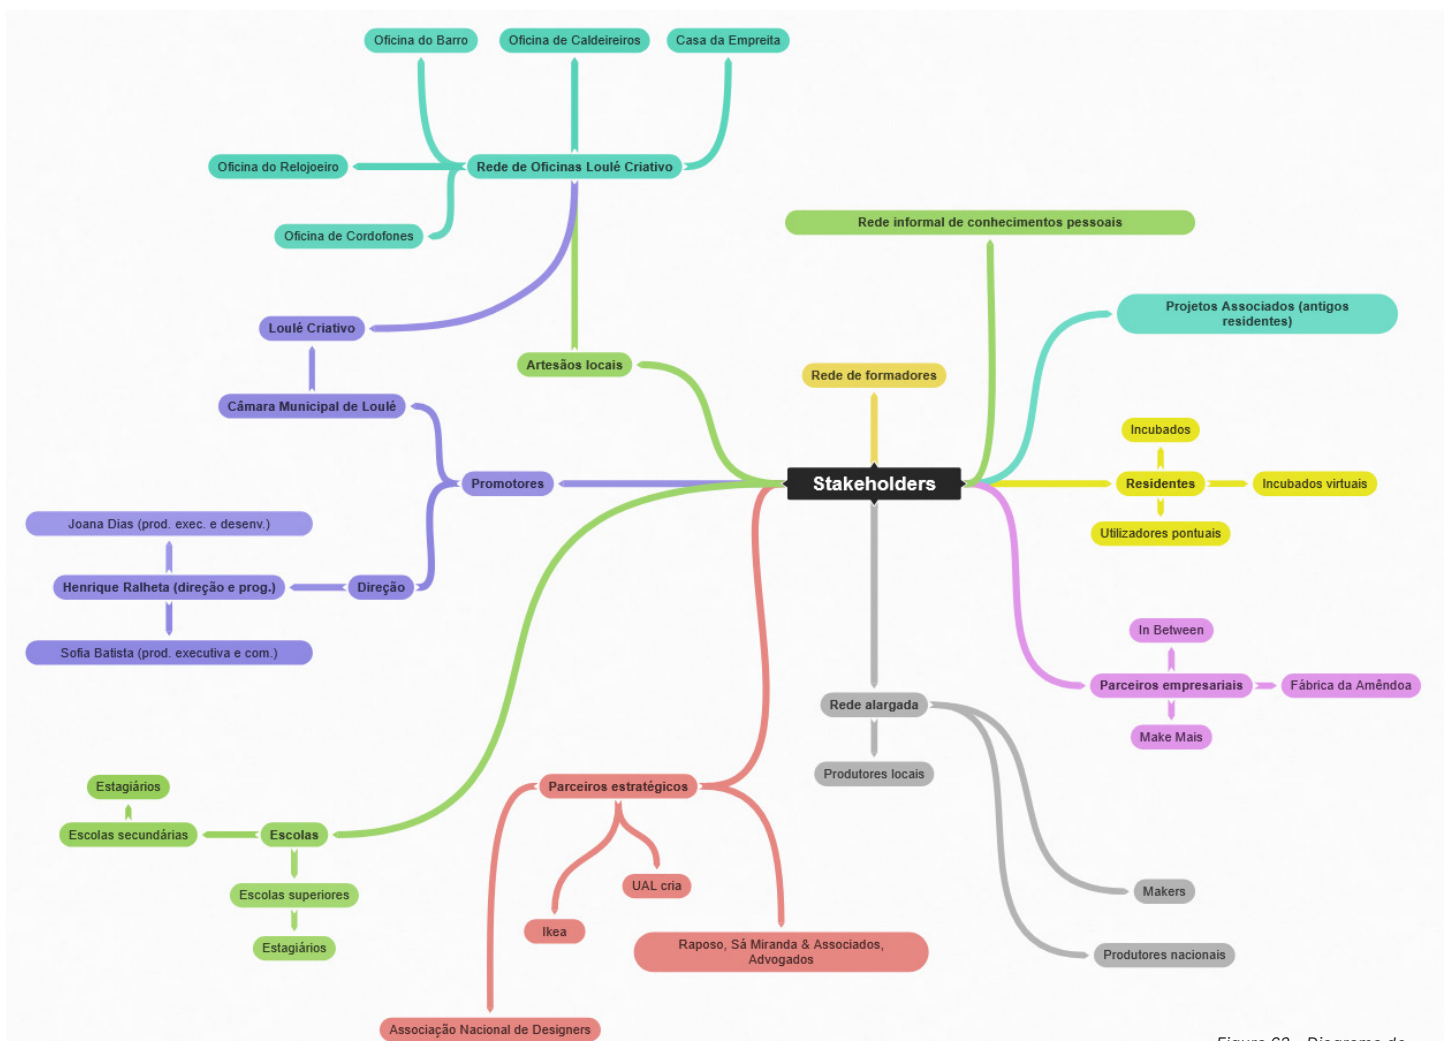 Oficina do Barro
Oficina de Caldeireiros
Casa da Empreita
Oficina do Relojoeiro
Rede de Oficinas Loulé Criativo
Oficina de Cordofones
Rede informal de conhecimentos pessoais
Projetos Associados (antigos
residentes)
Loulé Criativo
Artesãos locais
Rede de formadores
Câmara Municipal de Loulé
Incubados
Promotores
Stakeholders
Residentes
Incubados virtuais
Joana Dias (prod. exec. e desenv.)
Utilizadores pontuais
Henrique Ralheta (direção e prog.)
Direção
Sofia Batista (prod. executiva e com.)
In Between
Parceiros empresariais
Fábrica da Amêndoa
Make Mais
Rede alargada
Produtores locais
Parceiros estratégicos
Estagiários
Escolas secundárias
Escolas
Escolas superiores
Estagiários
UAL cria
Ikea
Raposo, Sá Miranda & Associados,
Advogados
Makers
Produtores nacionais
Associação Nacional de Designers